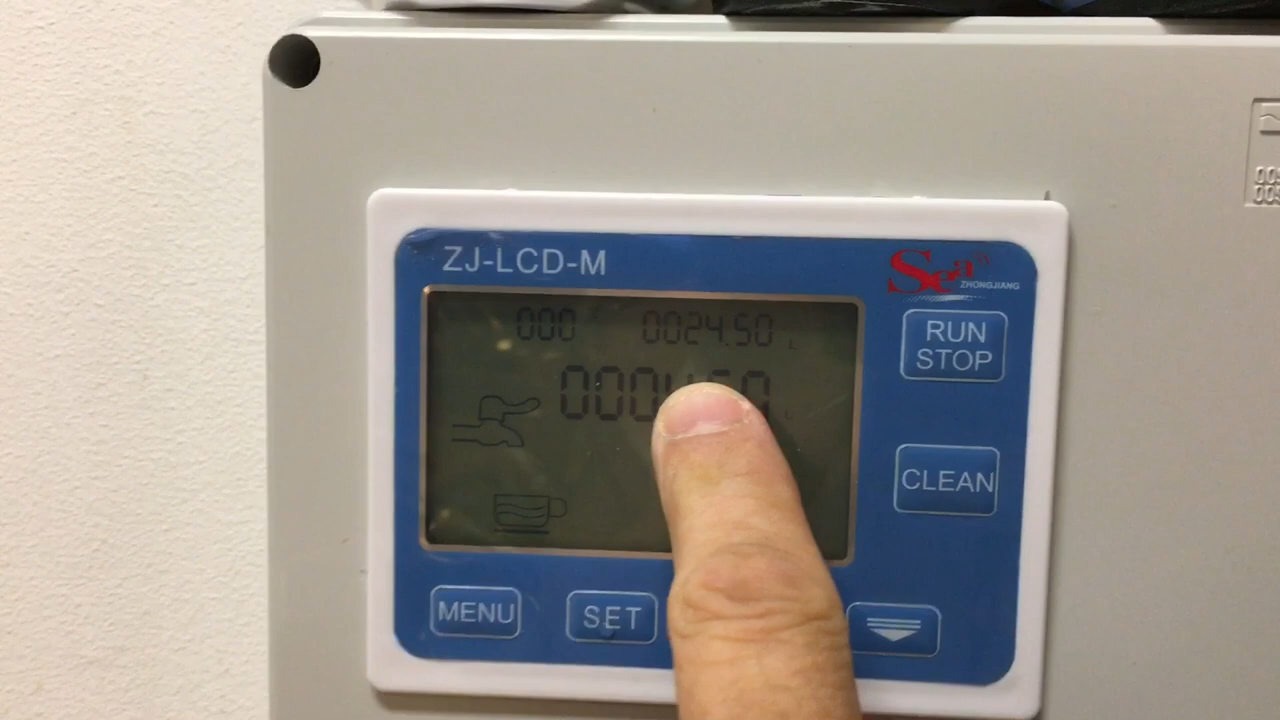 ZJ-LCD-M
Sea
ZHONGJIANG
000 0024.50 L
RUN
STOP
CLEAN
MENU
SET